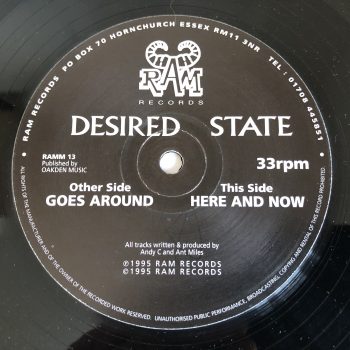 • RAM RECORDS PO BOX 70 HORNCHURCH ESSEX RM11 3NR TEL : 01708 445851 •
RAM
RECORDS
DESIRED STATE
RAMM 13
Published by
OAKDEN MUSIC
33rpm
Other Side
GOES AROUND
This Side
HERE AND NOW
All tracks written & produced by
Andy C and Ant Miles
Ⓟ1995 RAM RECORDS
©1995 RAM RECORDS
ALL RIGHTS OF THE MANUFACTURER AND OF THE OWNER OF THE RECORDED WORK RESERVED. UNAUTHORISED PUBLIC PERFORMANCE, BROADCASTING, COPYING AND RENTAL OF THIS RECORD PROHIBITED.